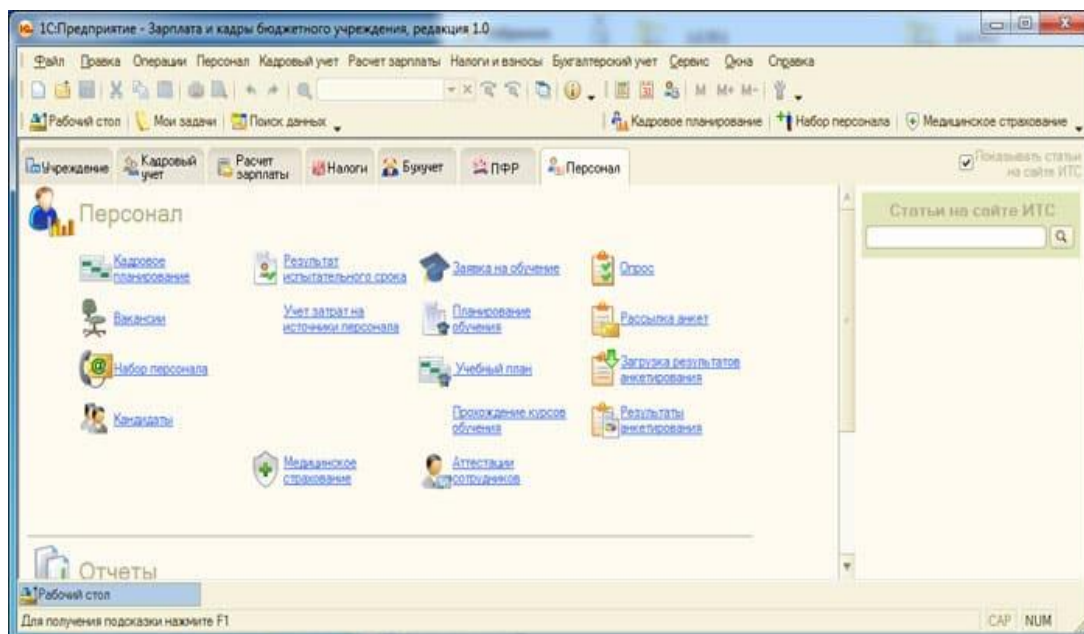 1С:Предприятие - Зарплата и кадры бюджетного учреждения, редакция 1.0
Файл Правка Операции Персонал Кадровый учет Расчет зарплаты Налоги и взносы Бухгалтерский учет Сервис Окна Справка
M M+ M-
Рабочий стол Мои задачи Поиск данных Кадровое планирование Набор персонала Медицинское страхование
Учреждение Кадровый учет Расчет зарплаты Налоги Бухучет ПФР Персонал
Показывать статьи на сайте ИТС
Персонал
Статьи на сайте ИТС
Кадровое планирование
Результат испытательного срока
Заявка на обучение
Опрос
Вакансии
Учет затрат на источники персонала
Планирование обучения
Рассылка анкет
Набор персонала
Учебный план
Загрузка результатов анкетирования
Кандидаты
Прохождение курсов обучения
Результаты анкетирования
Медицинское страхование
Аттестации сотрудников
Отчеты
Рабочий стол
Для получения подсказки нажмите F1
CAP NUM